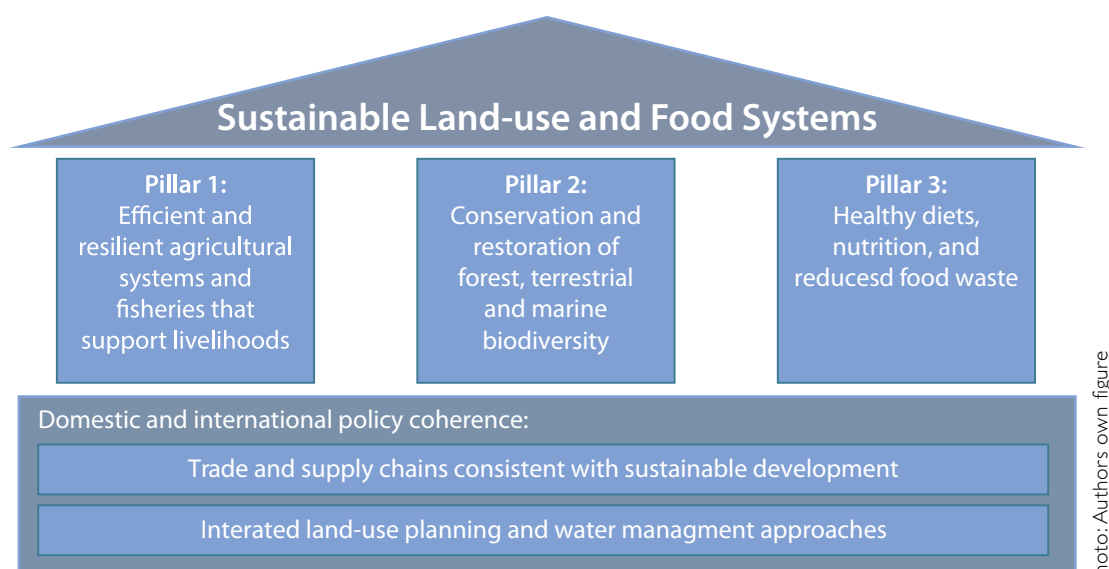 Sustainable Land-use and Food Systems
Pillar 1:
Efficient and
resilient agricultural
systems and
fisheries that
support livelihoods
Pillar 2:
Conservation and
restoration of
forest, terrestrial
and marine
biodiversity
Pillar 3:
Healthy diets,
nutrition, and
reducesd food waste
Domestic and international policy coherence:
Trade and supply chains consistent with sustainable development
Interated land-use planning and water managment approaches
hoto: Authors own figure